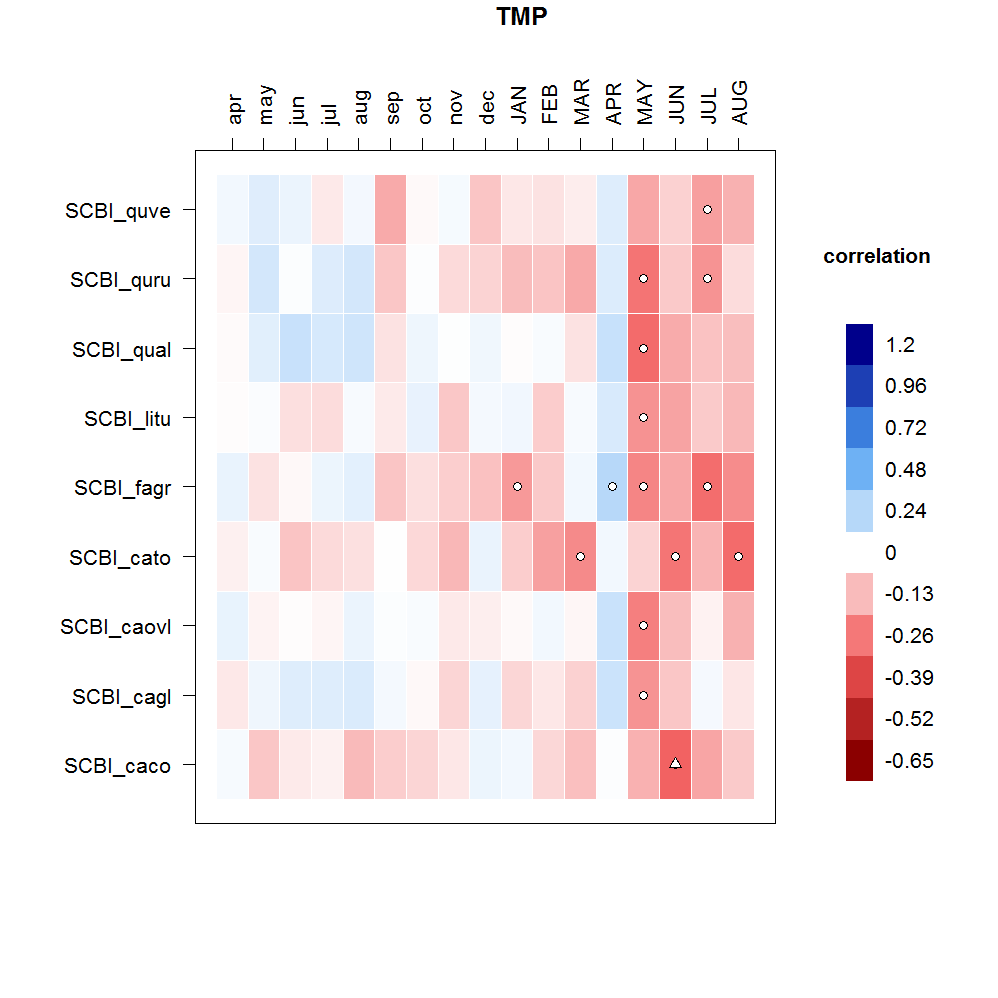 TMP
apr may jun jul aug sep oct nov dec JAN FEB MAR APR MAY JUN JUL AUG
SCBI_quve
SCBI_quru
SCBI_qual
SCBI_litu
SCBI_fagr
SCBI_cato
SCBI_caovl
SCBI_cagl
SCBI_caco
correlation
1.2
0.96
0.72
0.48
0.24
0
-0.13
-0.26
-0.39
-0.52
-0.65